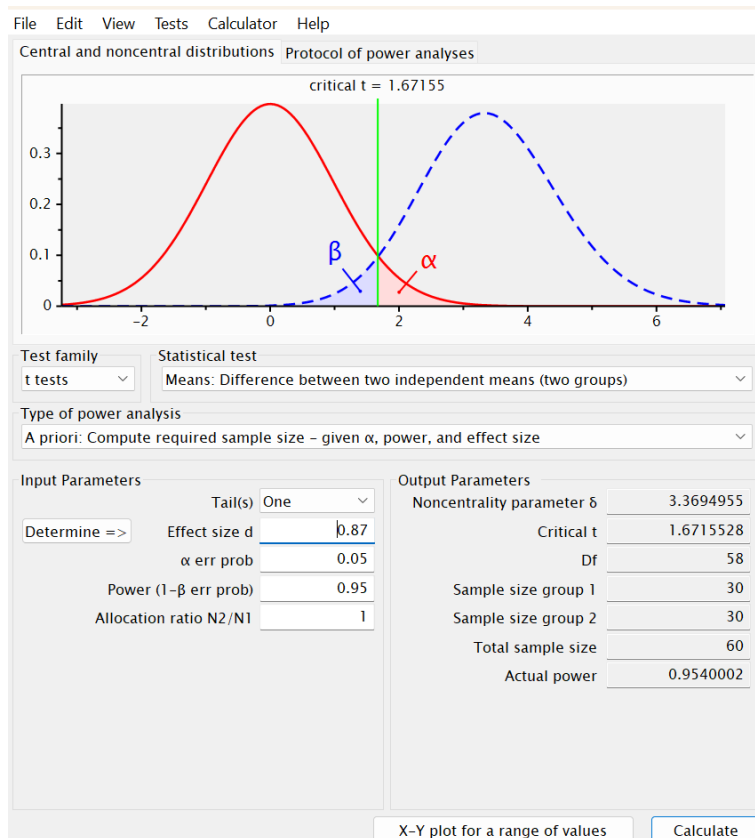 File Edit View Tests Calculator Help
Central and noncentral distributions Protocol of power analyses
critical t = 1.67155
0.3
0.2
0.1
0
β
α
−2 0 2 4 6
Test family Statistical test
t tests Means: Difference between two independent means (two groups)
Type of power analysis
A priori: Compute required sample size – given α, power, and effect size
Input Parameters Output Parameters
Tail(s) One Noncentrality parameter δ 3.3694955
Determine => Effect size d 0.87 Critical t 1.6715528
α err prob 0.05 Df 58
Power (1−β err prob) 0.95 Sample size group 1 30
Allocation ratio N2/N1 1 Sample size group 2 30
Total sample size 60
Actual power 0.9540002
X−Y plot for a range of values Calculate